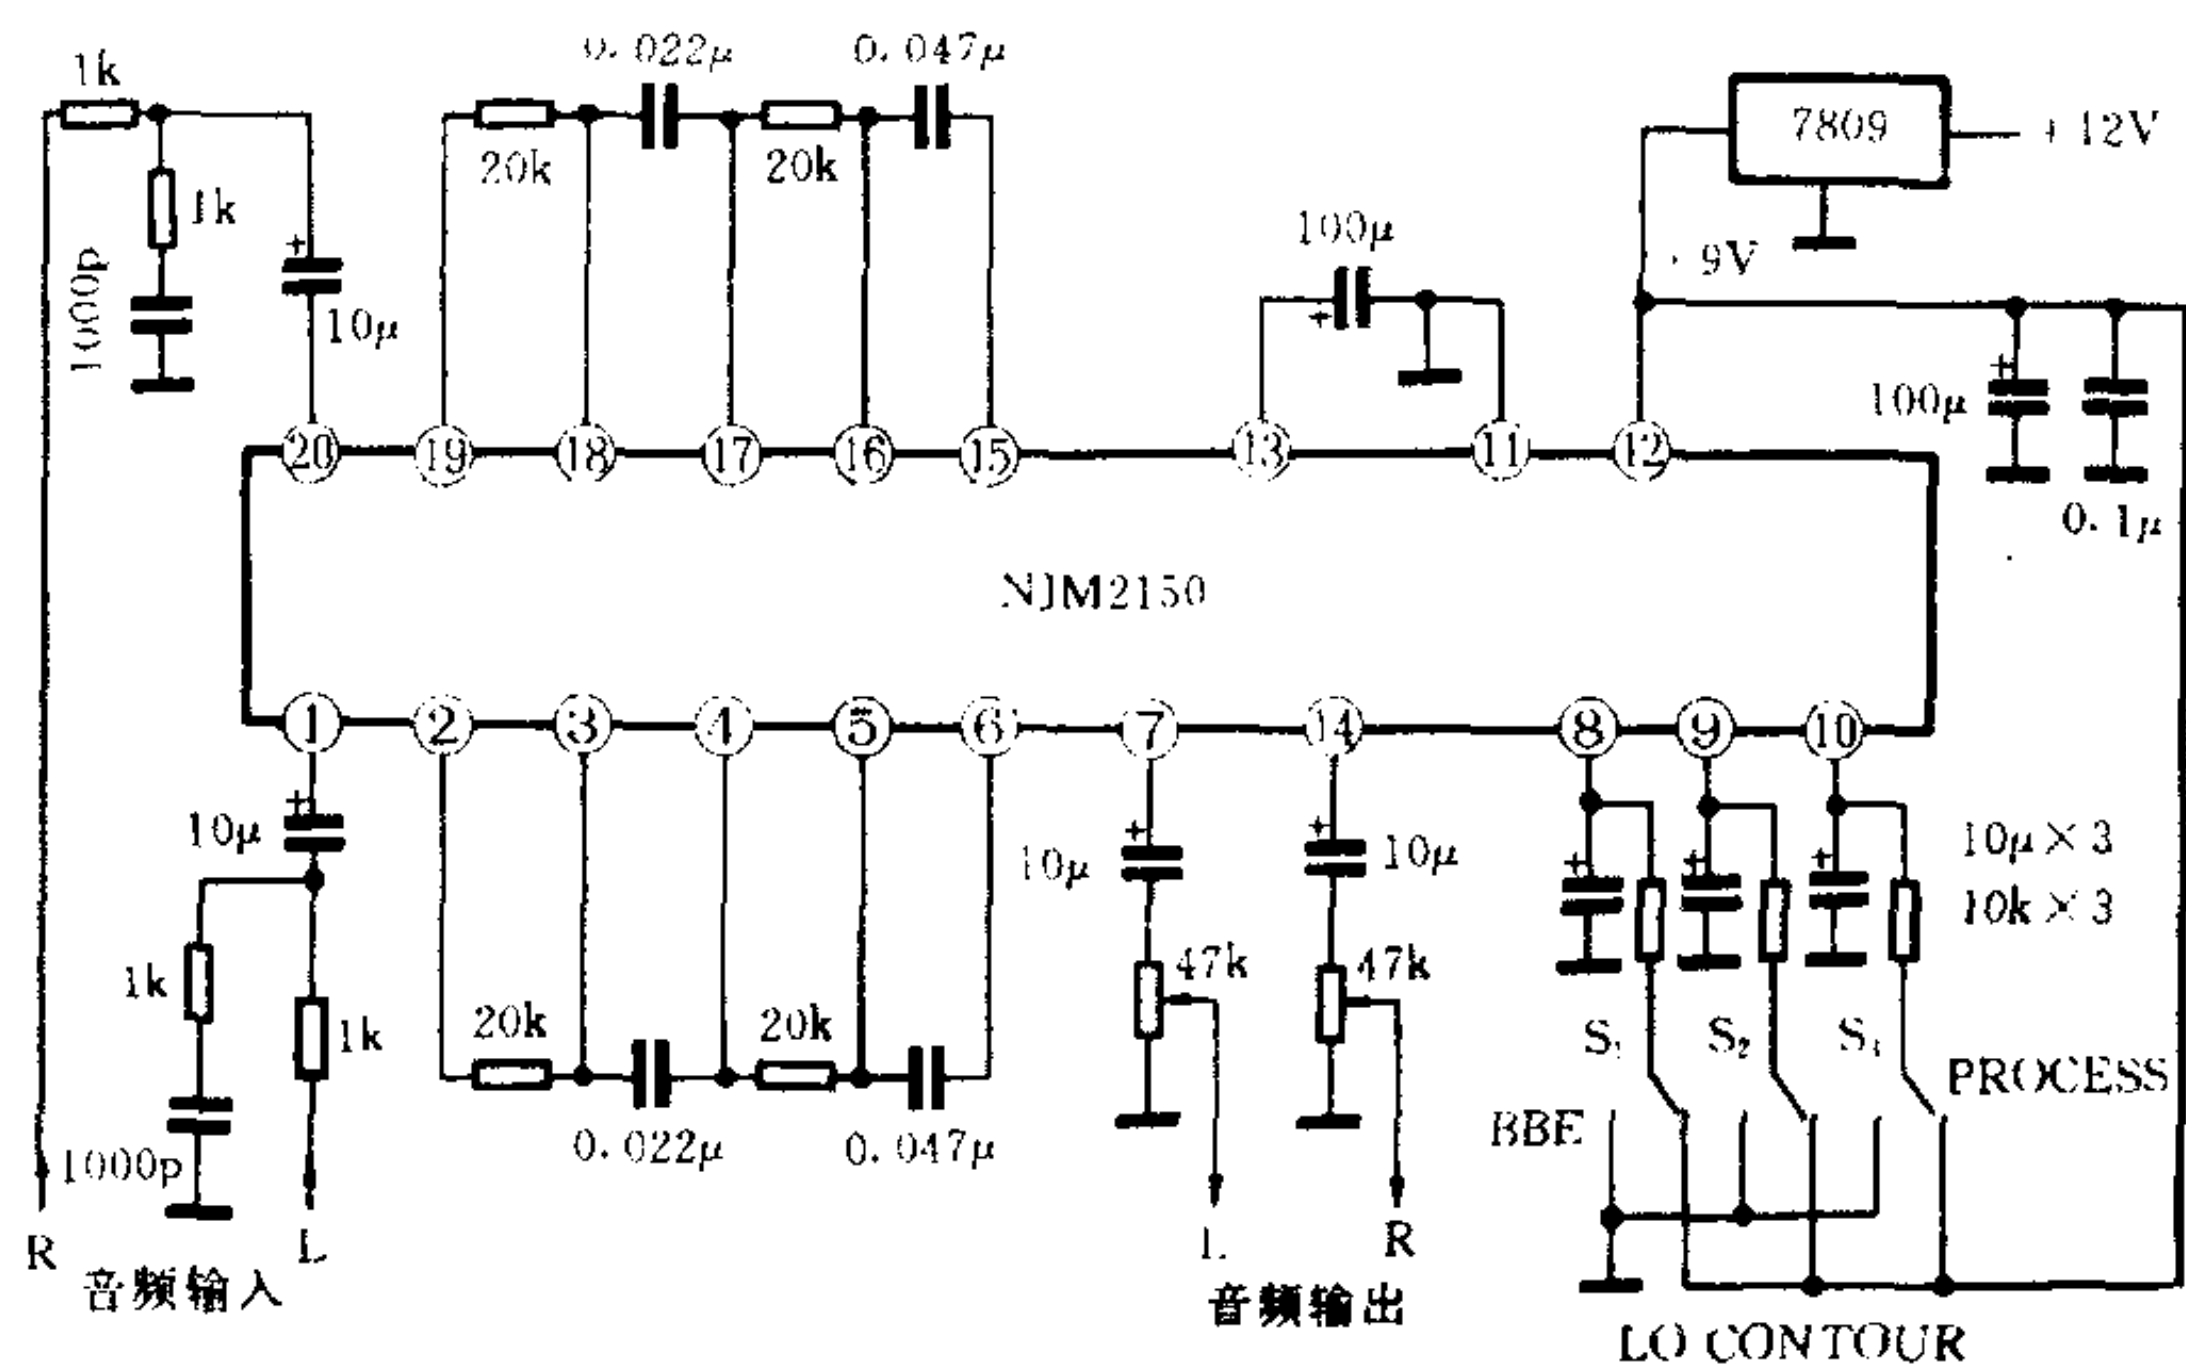 1k
0.022μ
0.047μ
7809
+12V
20k
20k
1k
1000p
+
10μ
100μ
+
+9V
+
100μ
0.1μ
20
19
18
17
16
15
13
11
12
NJM2150
1
2
3
4
5
6
7
14
8
9
10
+
10μ
+
10μ
+
10μ
+
+
+
10μ×3
10k×3
1k
1k
20k
20k
47k
47k
S₁
S₂
S₃
PROCESS
BBE
0.022μ
0.047μ
1000p
R
L
音频输入
L
R
音频输出
LO CONTOUR